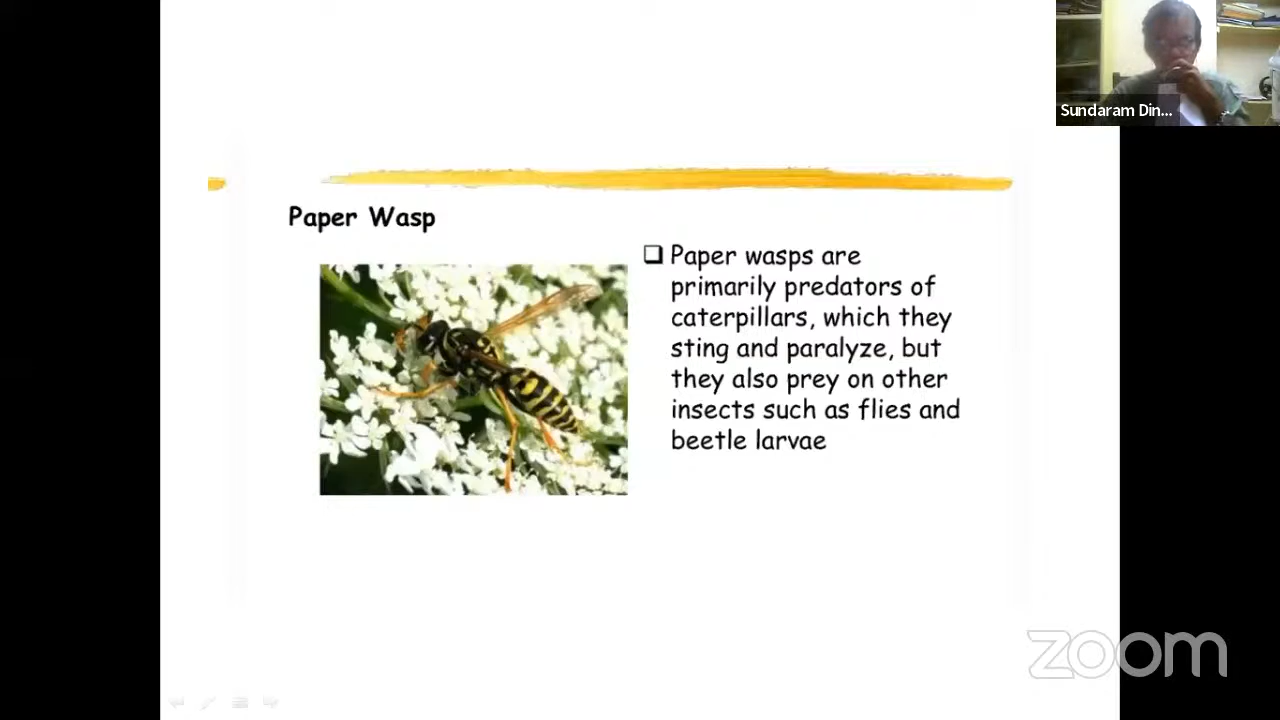 Sundaram Din...
Paper Wasp
❑ Paper wasps are
primarily predators of
caterpillars, which they
sting and paralyze, but
they also prey on other
insects such as flies and
beetle larvae
zoom